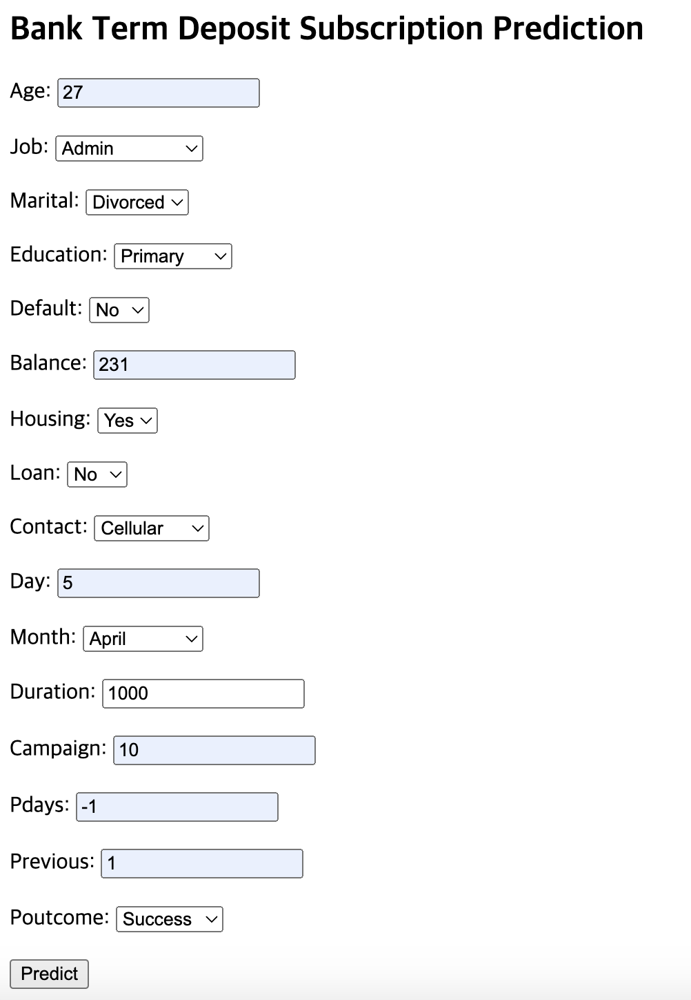 Bank Term Deposit Subscription Prediction
Age: 27
Job: Admin
Marital: Divorced
Education: Primary
Default: No
Balance: 231
Housing: Yes
Loan: No
Contact: Cellular
Day: 5
Month: April
Duration: 1000
Campaign: 10
Pdays: -1
Previous: 1
Poutcome: Success
Predict